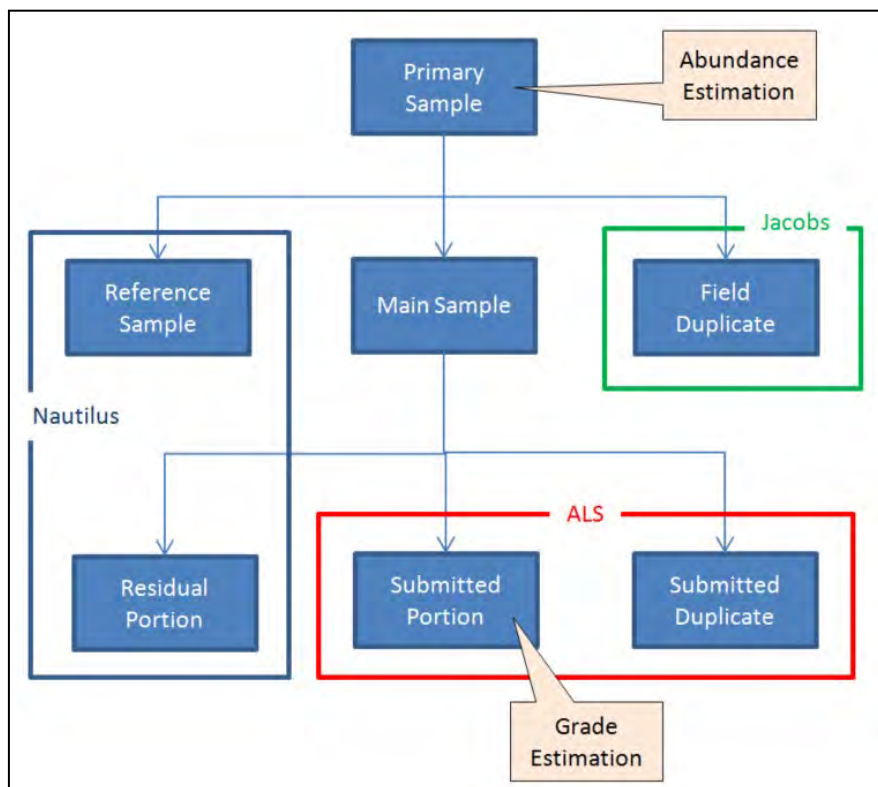 Primary
Sample
Abundance
Estimation
Jacobs
Reference
Sample
Main Sample
Field
Duplicate
Nautilus
ALS
Residual
Portion
Submitted
Portion
Submitted
Duplicate
Grade
Estimation